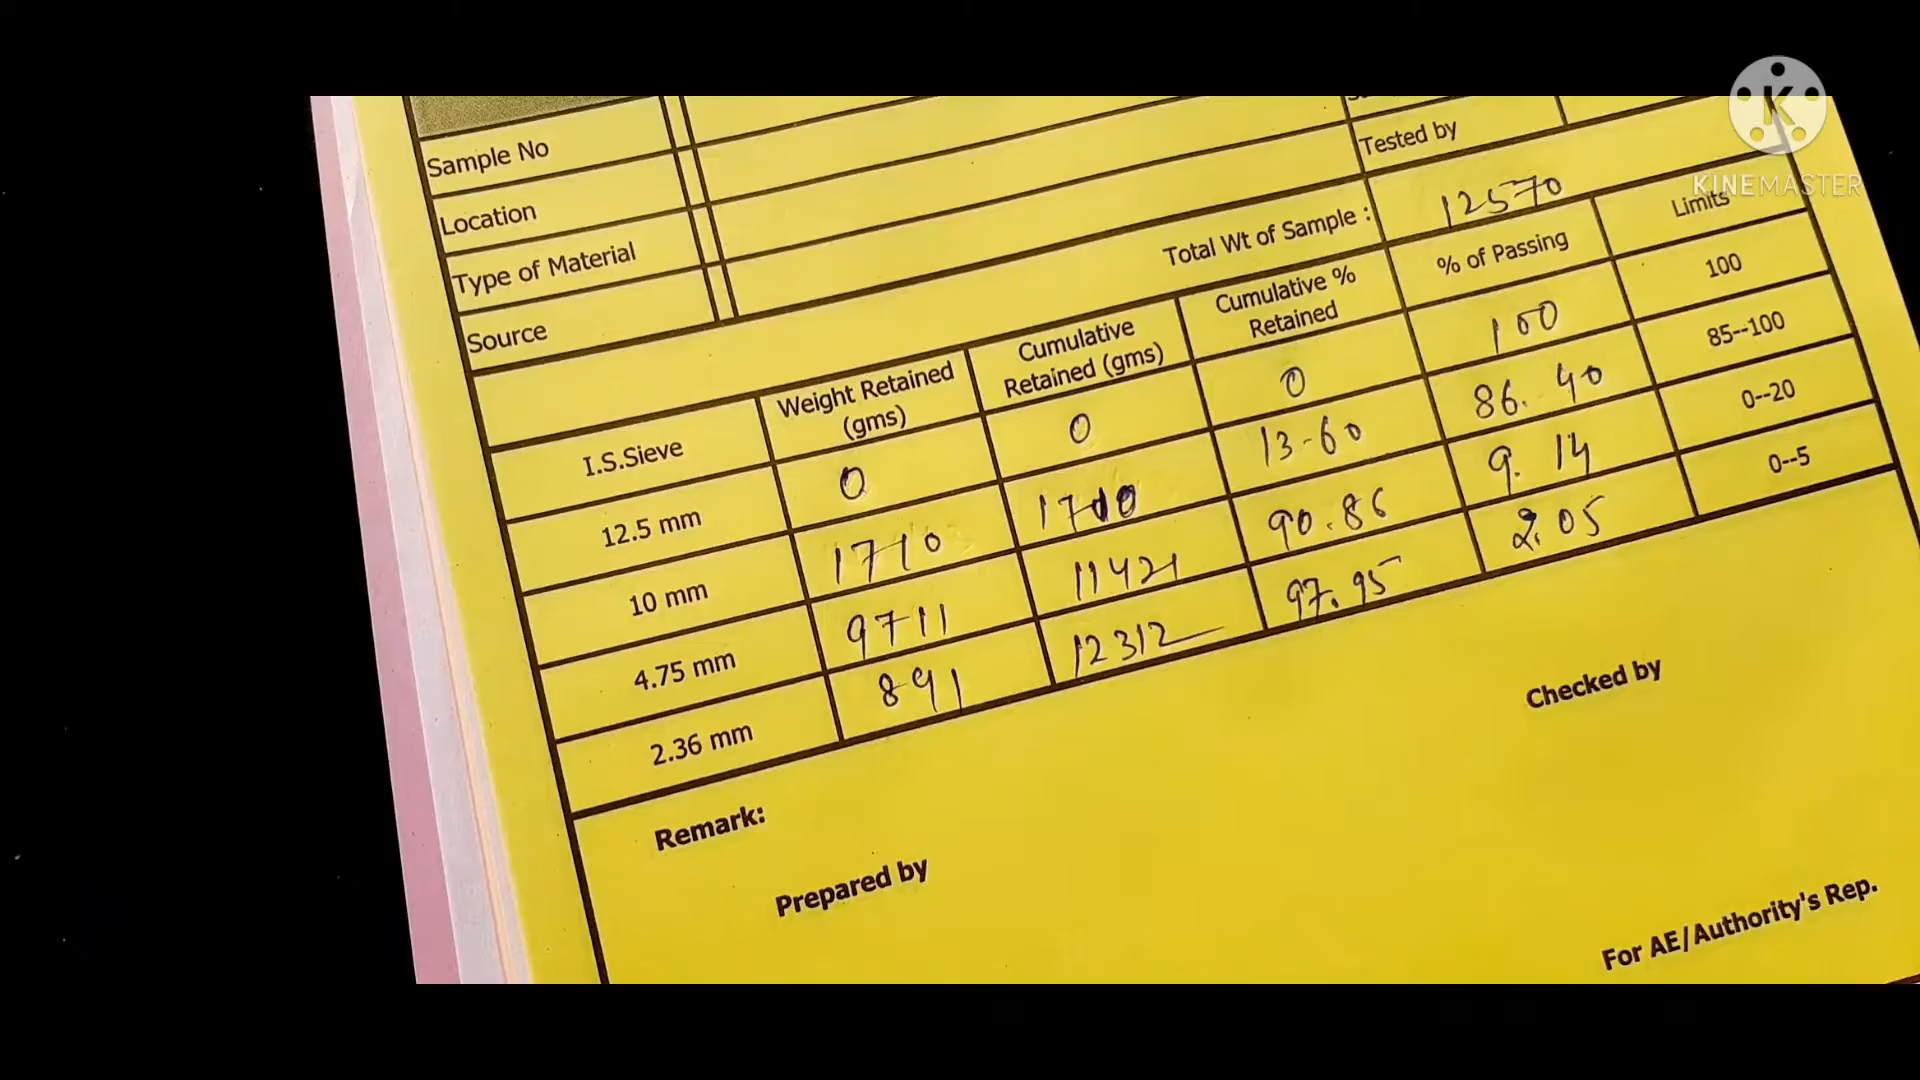 KINEMASTER
Sample No
Tested by
Location
Type of Material
Total Wt of Sample : 12570
Source
I.S.Sieve Weight Retained (gms) Cumulative Retained (gms) Cumulative % Retained % of Passing Limits
12.5 mm 0 0 0 100 100
10 mm 1710 1710 13-60 86.40 85--100
4.75 mm 9711 11421 90.86 9.14 0--20
2.36 mm 891 12312 97.95 2.05 0--5
Remark:
Prepared by
Checked by
For AE/Authority's Rep.